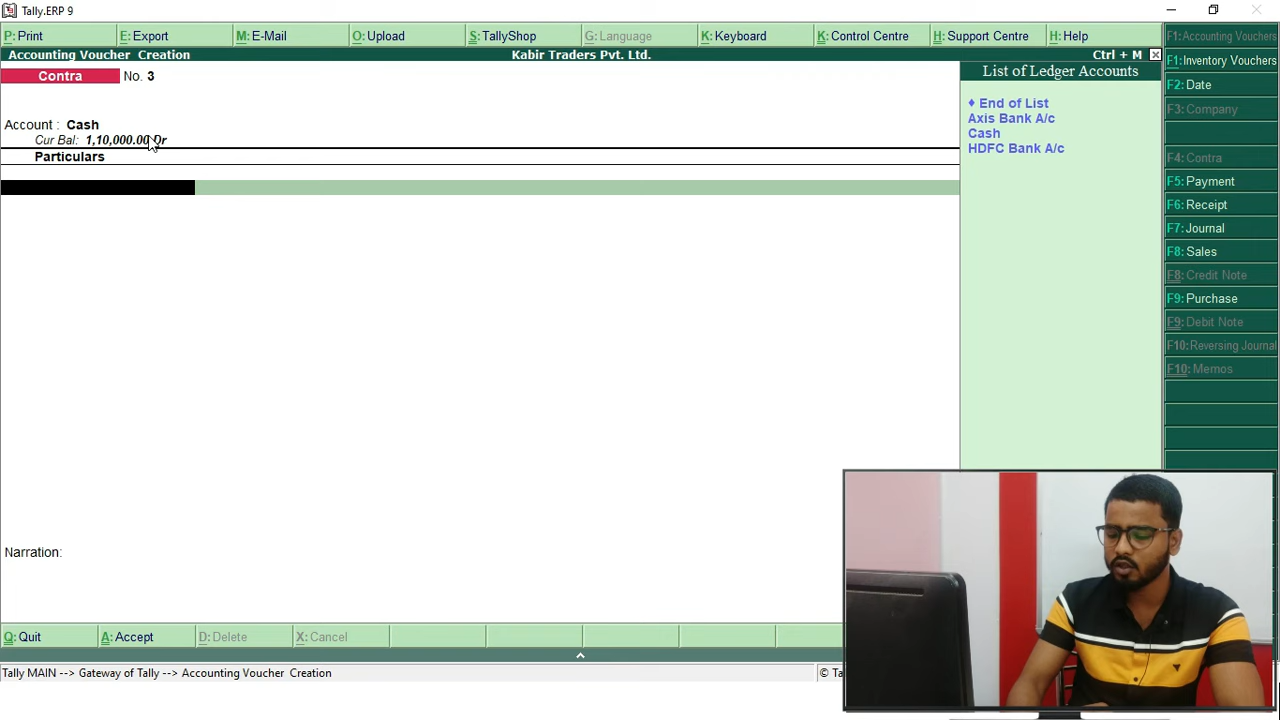 Tally.ERP 9
P: Print
E: Export
M: E-Mail
O: Upload
S: TallyShop
G: Language
K: Keyboard
K: Control Centre
H: Support Centre
H: Help
F1: Accounting Vouchers
Accounting Voucher Creation
Kabir Traders Pvt. Ltd.
Ctrl + M
Contra No. 3
Account : Cash
Cur Bal: 1,10,000.00 Dr
Particulars
List of Ledger Accounts
♦ End of List
Axis Bank A/c
Cash
HDFC Bank A/c
F1: Inventory Vouchers
F2: Date
F3: Company
F4: Contra
F5: Payment
F6: Receipt
F7: Journal
F8: Sales
F8: Credit Note
F9: Purchase
F9: Debit Note
F10: Reversing Journal
F10: Memos
Narration:
Q: Quit
A: Accept
D: Delete
X: Cancel
Tally MAIN --> Gateway of Tally --> Accounting Voucher Creation